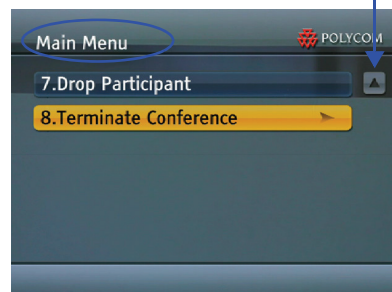 Main Menu
POLYCOM
7.Drop Participant
8.Terminate Conference